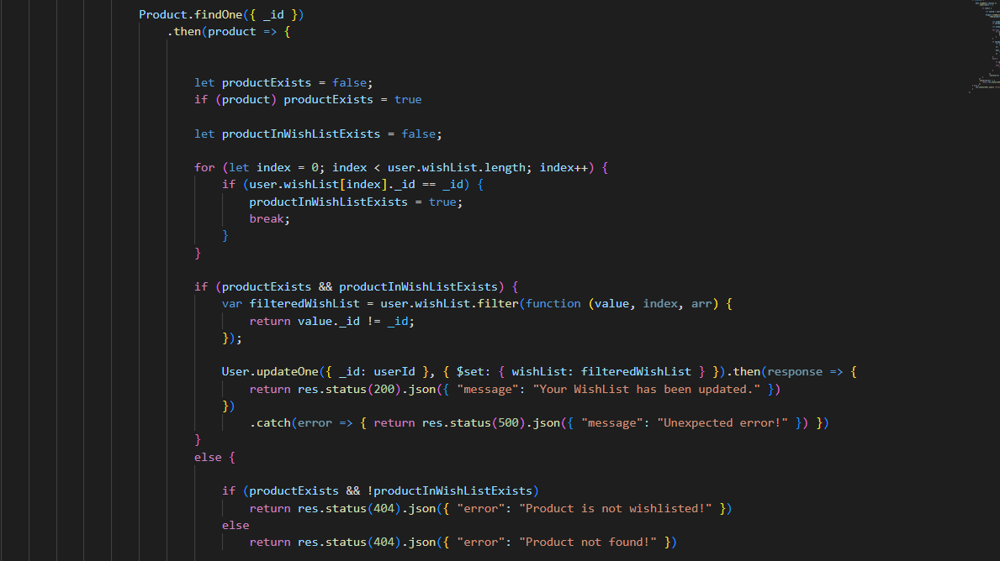 Product.findOne({ _id })
.then(product => {
let productExists = false;
if (product) productExists = true
let productInWishListExists = false;
for (let index = 0; index < user.wishList.length; index++) {
if (user.wishList[index]._id == _id) {
productInWishListExists = true;
break;
}
}
if (productExists && productInWishListExists) {
var filteredWishList = user.wishList.filter(function (value, index, arr) {
return value._id != _id;
});
User.updateOne({ _id: userId }, { $set: { wishList: filteredWishList } }).then(response => {
return res.status(200).json({ "message": "Your WishList has been updated." })
})
.catch(error => { return res.status(500).json({ "message": "Unexpected error!" }) })
}
else {
if (productExists && !productInWishListExists)
return res.status(404).json({ "error": "Product is not wishlisted!" })
else
return res.status(404).json({ "error": "Product not found!" })